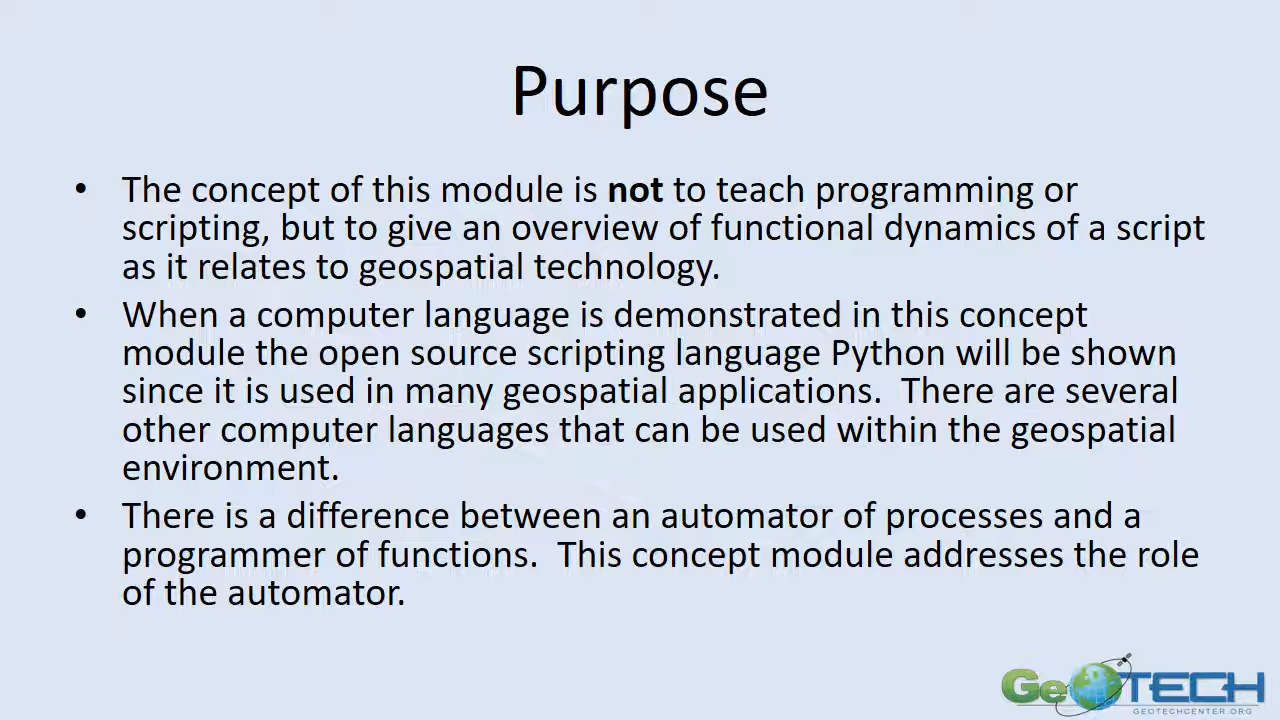 Purpose
• The concept of this module is not to teach programming or
scripting, but to give an overview of functional dynamics of a script
as it relates to geospatial technology.
• When a computer language is demonstrated in this concept
module the open source scripting language Python will be shown
since it is used in many geospatial applications.  There are several
other computer languages that can be used within the geospatial
environment.
• There is a difference between an automator of processes and a
programmer of functions.  This concept module addresses the role
of the automator.
GeoTECH
GEOTECHCENTER.ORG